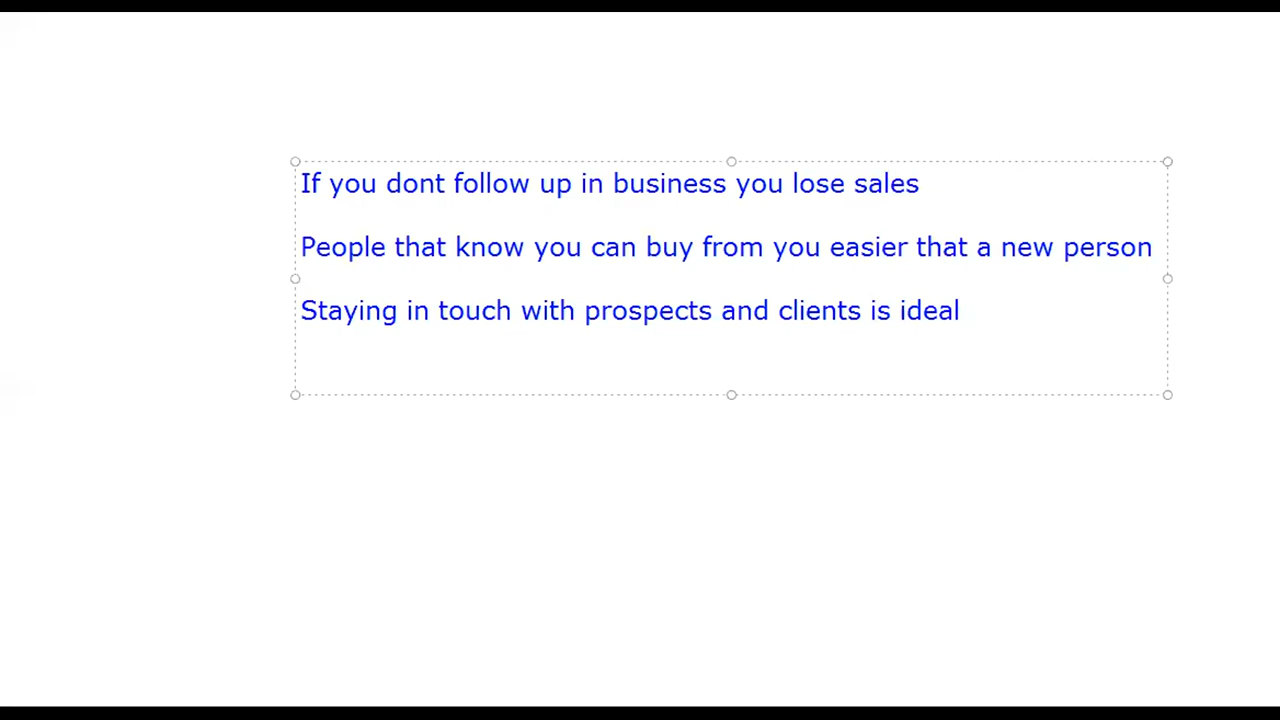 If you dont follow up in business you lose sales
People that know you can buy from you easier that a new person
Staying in touch with prospects and clients is ideal